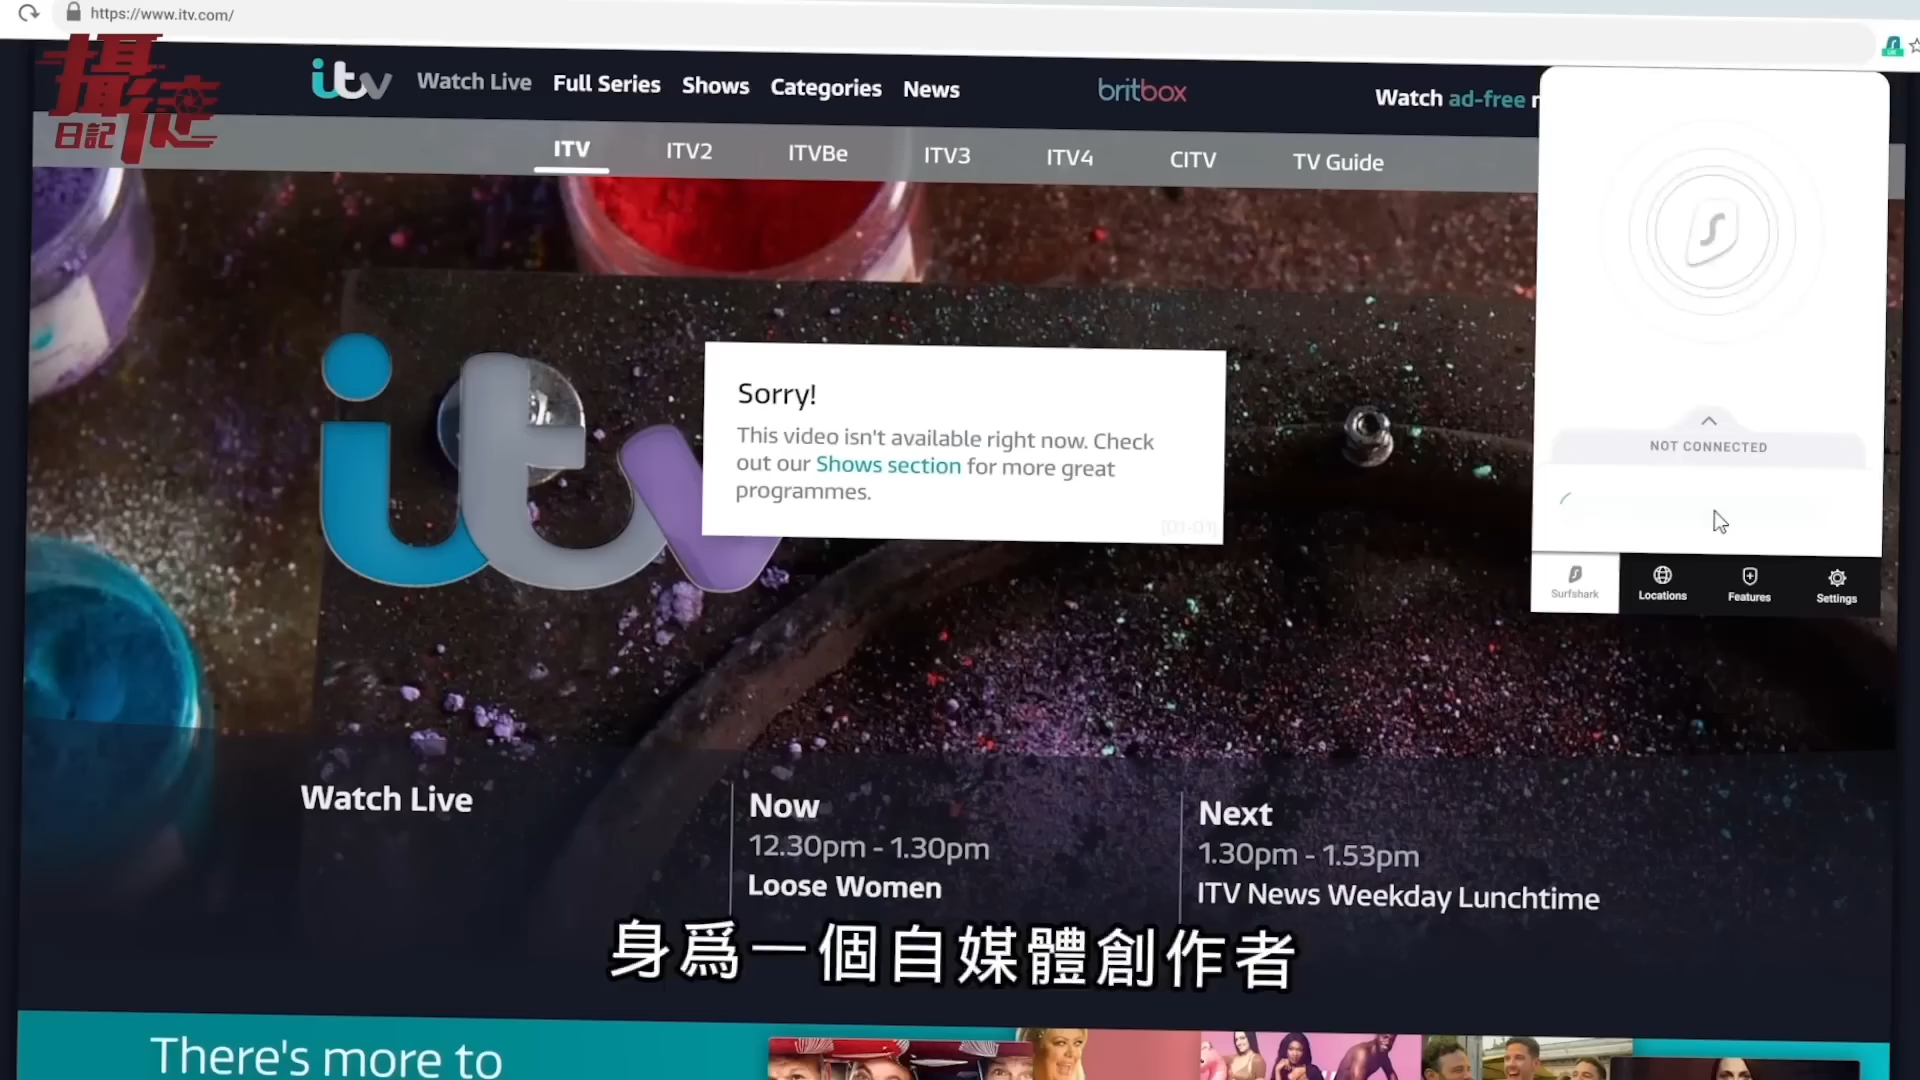 https://www.itv.com/
攝徒
日記
itv
Watch Live
Full Series
Shows
Categories
News
britbox
Watch ad-free
ITV
ITV2
ITVBe
ITV3
ITV4
CITV
TV Guide
itv
Sorry!
This video isn't available right now. Check
out our Shows section for more great
programmes.
[01-01]
NOT CONNECTED
Surfshark
Locations
Features
Settings
Watch Live
Now
12.30pm - 1.30pm
Loose Women
Next
1.30pm - 1.53pm
ITV News Weekday Lunchtime
身爲一個自媒體創作者
There's more to